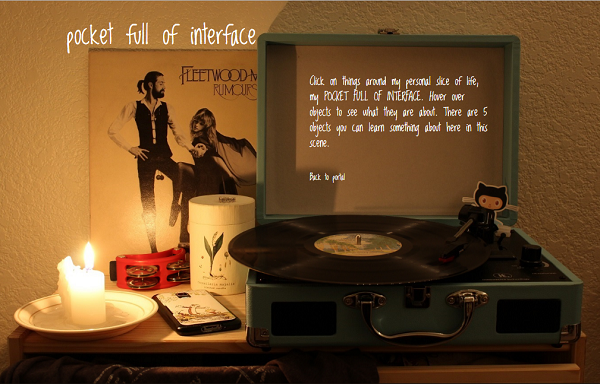 pocket full of interface
FLEETWOOD MAC
RUMOURS
Click on things around my personal slice of life,
my POCKET FULL OF INTERFACE. Hover over
objects to see what they are about. There are 5
objects you can learn something about here in this
scene.
Back to portal